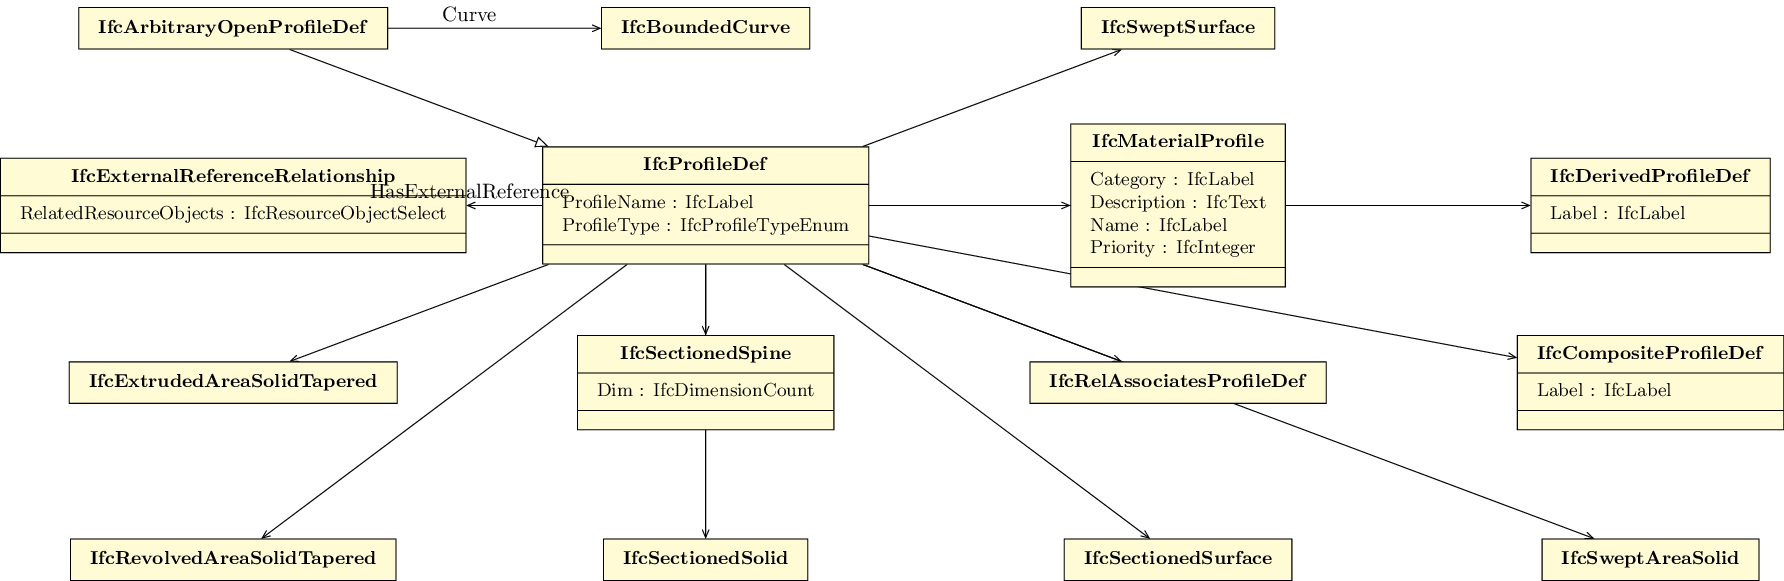 IfcArbitraryOpenProfileDef
Curve
IfcBoundedCurve
IfcSweptSurface
IfcExternalReferenceRelationship
RelatedResourceObjects : IfcResourceObjectSelect
HasExternalReference
IfcProfileDef
ProfileName : IfcLabel
ProfileType : IfcProfileTypeEnum
IfcMaterialProfile
Category : IfcLabel
Description : IfcText
Name : IfcLabel
Priority : IfcInteger
IfcDerivedProfileDef
Label : IfcLabel
IfcExtrudedAreaSolidTapered
IfcSectionedSpine
Dim : IfcDimensionCount
IfcRelAssociatesProfileDef
IfcCompositeProfileDef
Label : IfcLabel
IfcRevolvedAreaSolidTapered
IfcSectionedSolid
IfcSectionedSurface
IfcSweptAreaSolid